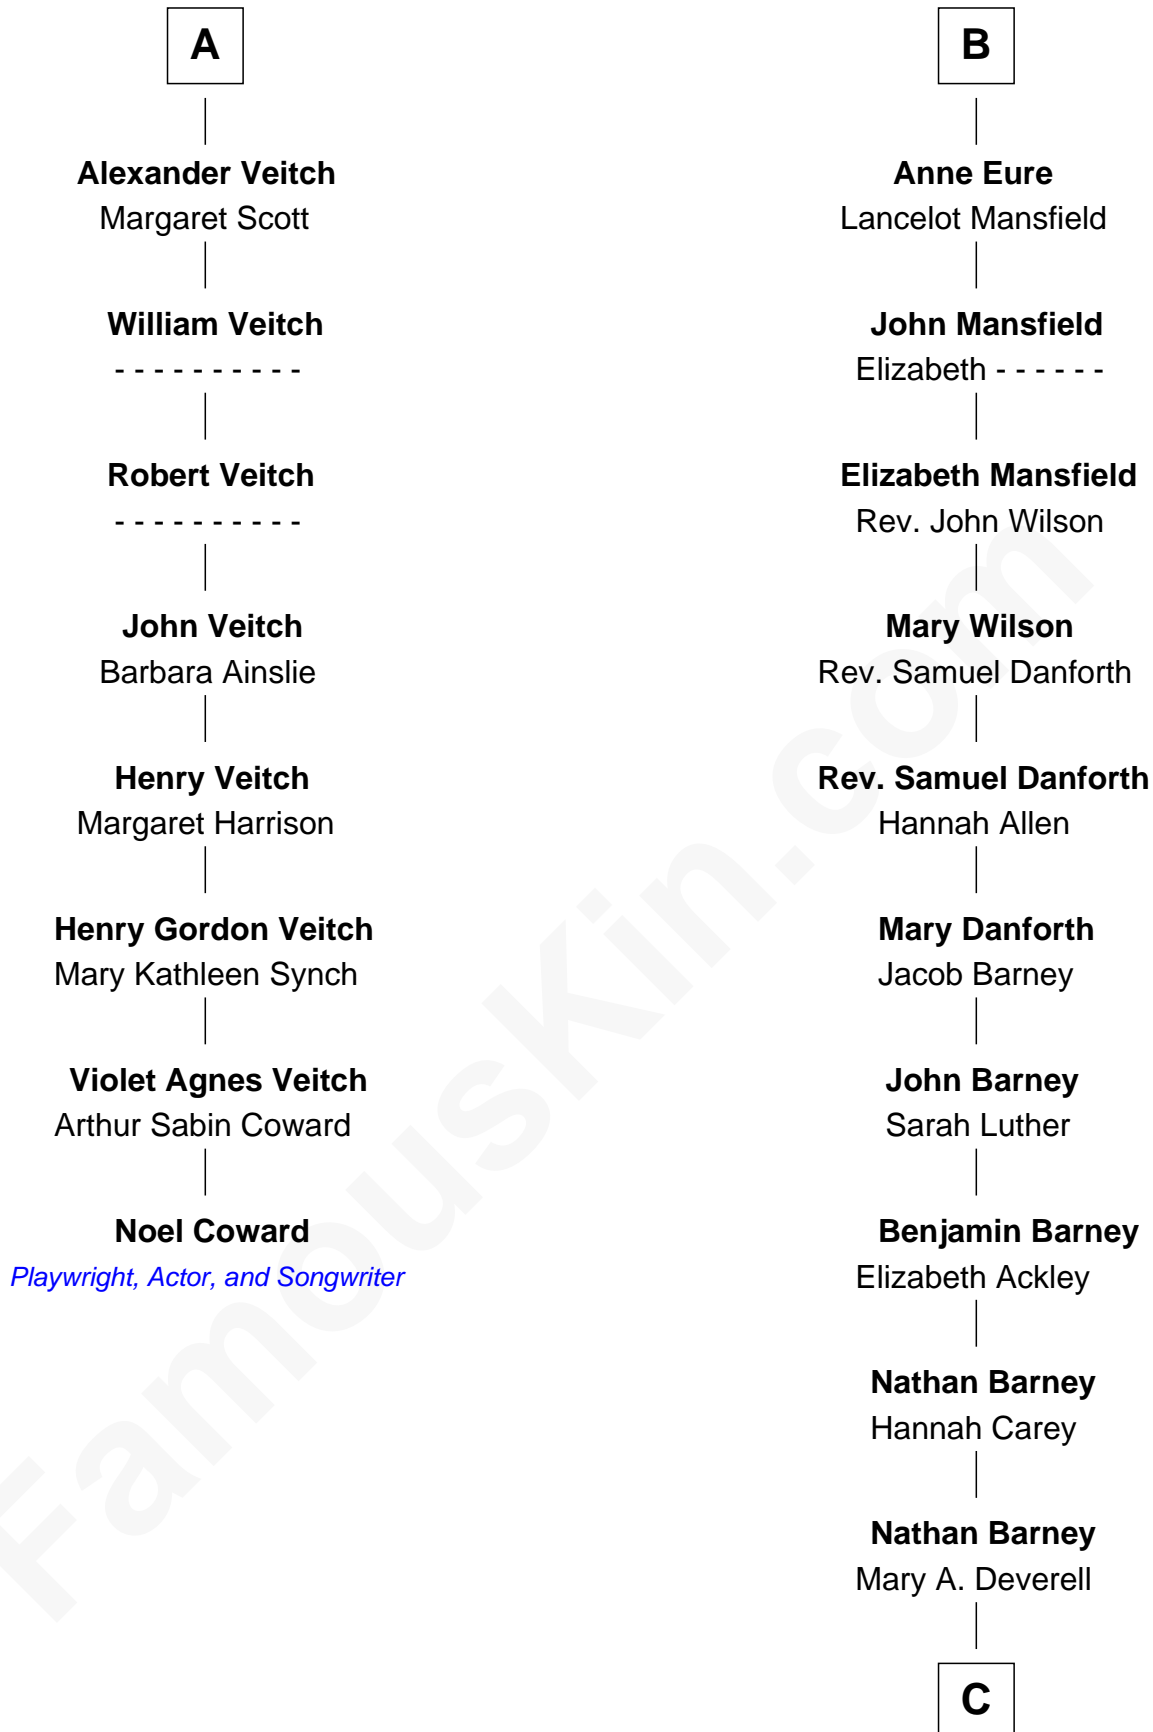 A
Alexander Veitch
Margaret Scott
William Veitch
- - - - - - - - - -
Robert Veitch
- - - - - - - - - -
John Veitch
Barbara Ainslie
Henry Veitch
Margaret Harrison
Henry Gordon Veitch
Mary Kathleen Synch
Violet Agnes Veitch
Arthur Sabin Coward
Noel Coward
Playwright, Actor, and Songwriter
B
Anne Eure
Lancelot Mansfield
John Mansfield
Elizabeth - - - - - -
Elizabeth Mansfield
Rev. John Wilson
Mary Wilson
Rev. Samuel Danforth
Rev. Samuel Danforth
Hannah Allen
Mary Danforth
Jacob Barney
John Barney
Sarah Luther
Benjamin Barney
Elizabeth Ackley
Nathan Barney
Hannah Carey
Nathan Barney
Mary A. Deverell
C
FamousKin.com